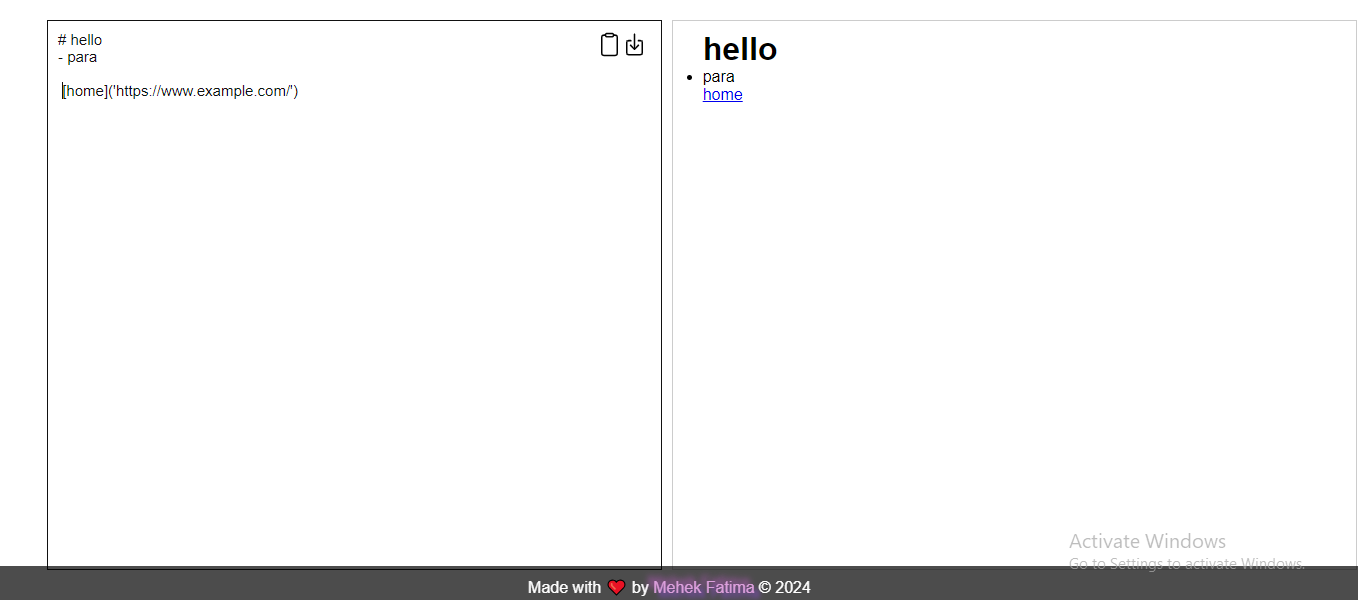 # hello
- para
[home]('https://www.example.com/')
hello
• para
home
Activate Windows
Go to Settings to activate Windows.
Made with ❤️ by Mehek Fatima © 2024